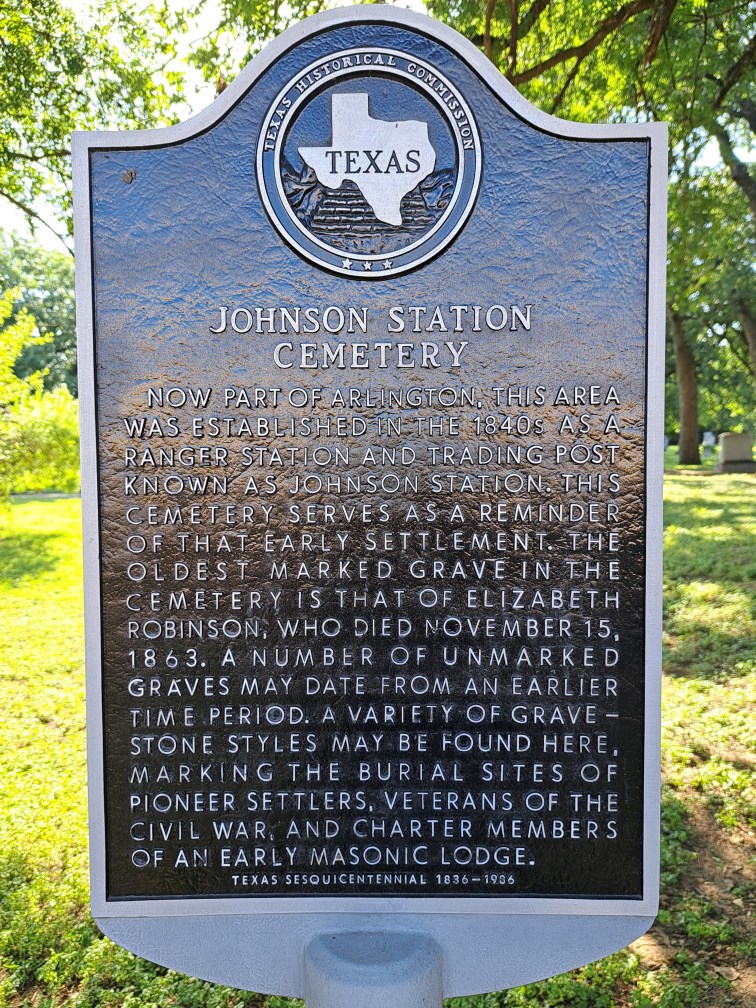 TEXAS HISTORICAL COMMISSION
TEXAS
JOHNSON STATION
CEMETERY
NOW PART OF ARLINGTON, THIS AREA
WAS ESTABLISHED IN THE 1840s AS A
RANGER STATION AND TRADING POST
KNOWN AS JOHNSON STATION. THIS
CEMETERY SERVES AS A REMINDER
OF THAT EARLY SETTLEMENT. THE
OLDEST MARKED GRAVE IN THE
CEMETERY IS THAT OF ELIZABETH
ROBINSON, WHO DIED NOVEMBER 15,
1863. A NUMBER OF UNMARKED
GRAVES MAY DATE FROM AN EARLIER
TIME PERIOD. A VARIETY OF GRAVE-
STONE STYLES MAY BE FOUND HERE,
MARKING THE BURIAL SITES OF
PIONEER SETTLERS, VETERANS OF THE
CIVIL WAR, AND CHARTER MEMBERS
OF AN EARLY MASONIC LODGE.
TEXAS SESQUICENTENNIAL 1836-1986